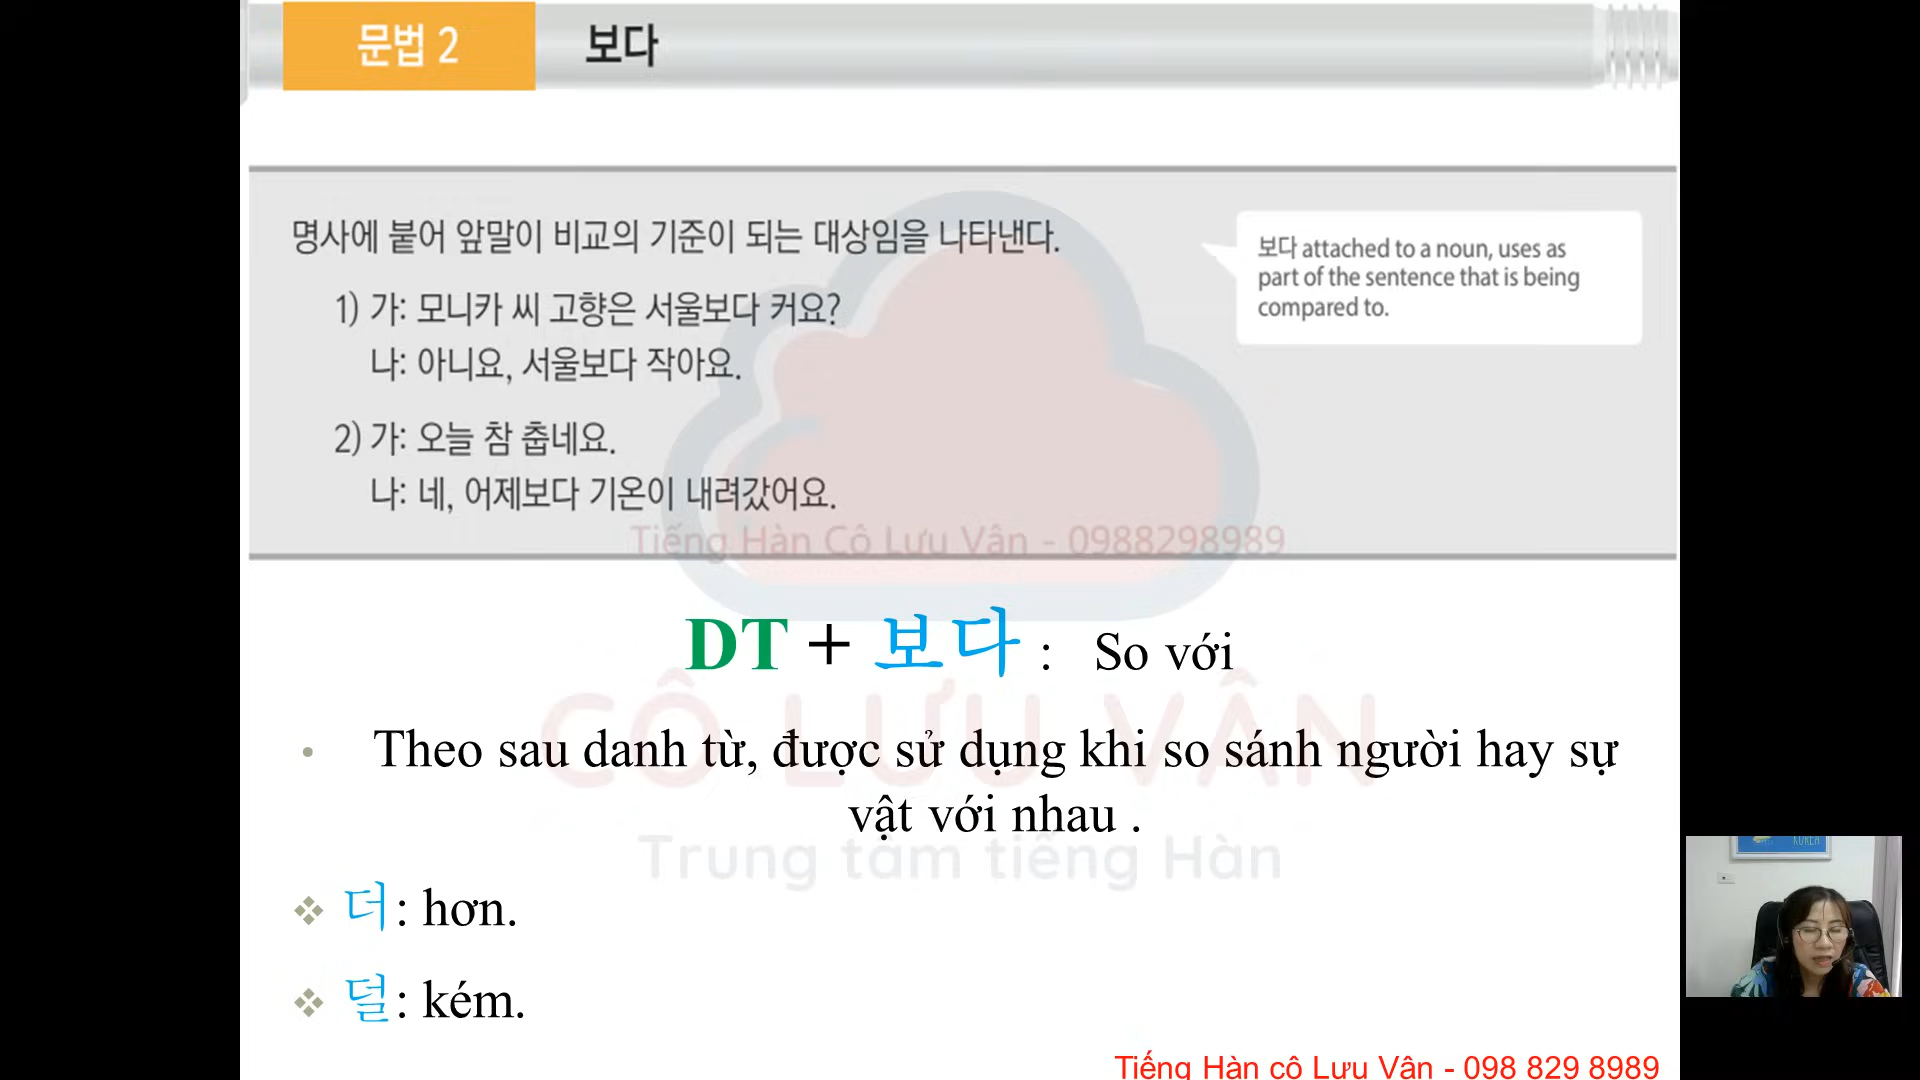 문법 2 보다
명사에 붙어 앞말이 비교의 기준이 되는 대상임을 나타낸다.
보다 attached to a noun, uses as
part of the sentence that is being
compared to.
1) 가: 모니카 씨 고향은 서울보다 커요?
나: 아니요, 서울보다 작아요.
2) 가: 오늘 참 춥네요.
나: 네, 어제보다 기온이 내려갔어요.
Tiếng Hàn Cô Lưu Vân - 0988298989
DT + 보다 : So với
CÔ LƯU VÂN
• Theo sau danh từ, được sử dụng khi so sánh người hay sự
vật với nhau .
Trung tâm tiếng Hàn
❖ 더: hơn.
❖ 덜: kém.
KOREA
Tiếng Hàn cô Lưu Vân - 098 829 8989